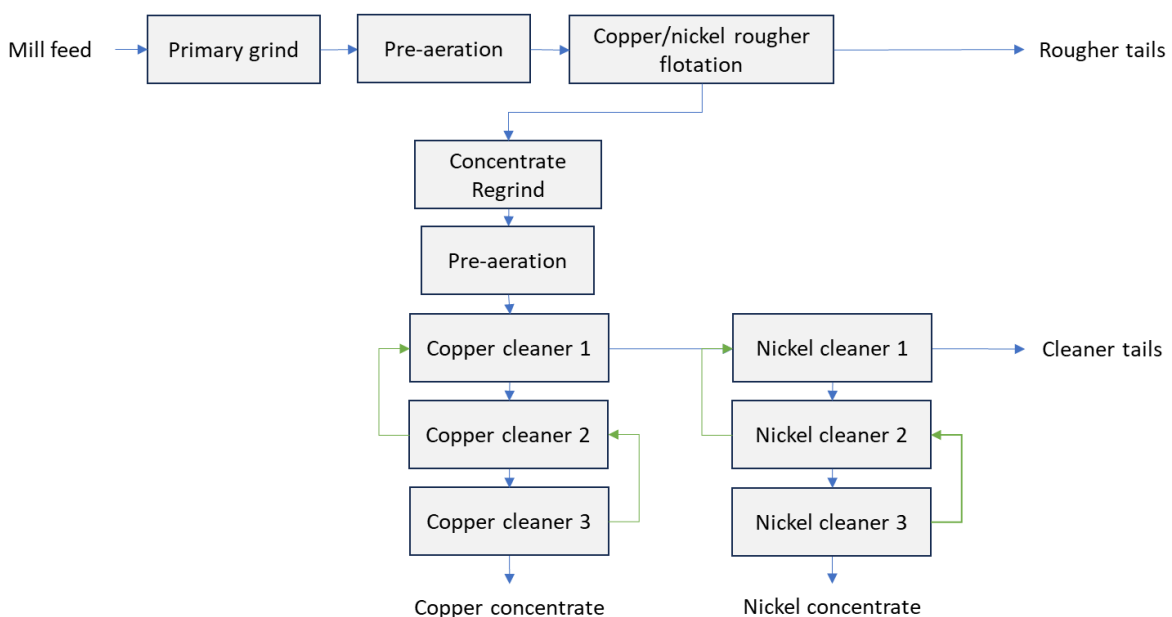 Mill feed
Primary grind
Pre-aeration
Copper/nickel rougher
flotation
Rougher tails
Concentrate
Regrind
Pre-aeration
Copper cleaner 1
Nickel cleaner 1
Cleaner tails
Copper cleaner 2
Nickel cleaner 2
Copper cleaner 3
Nickel cleaner 3
Copper concentrate
Nickel concentrate